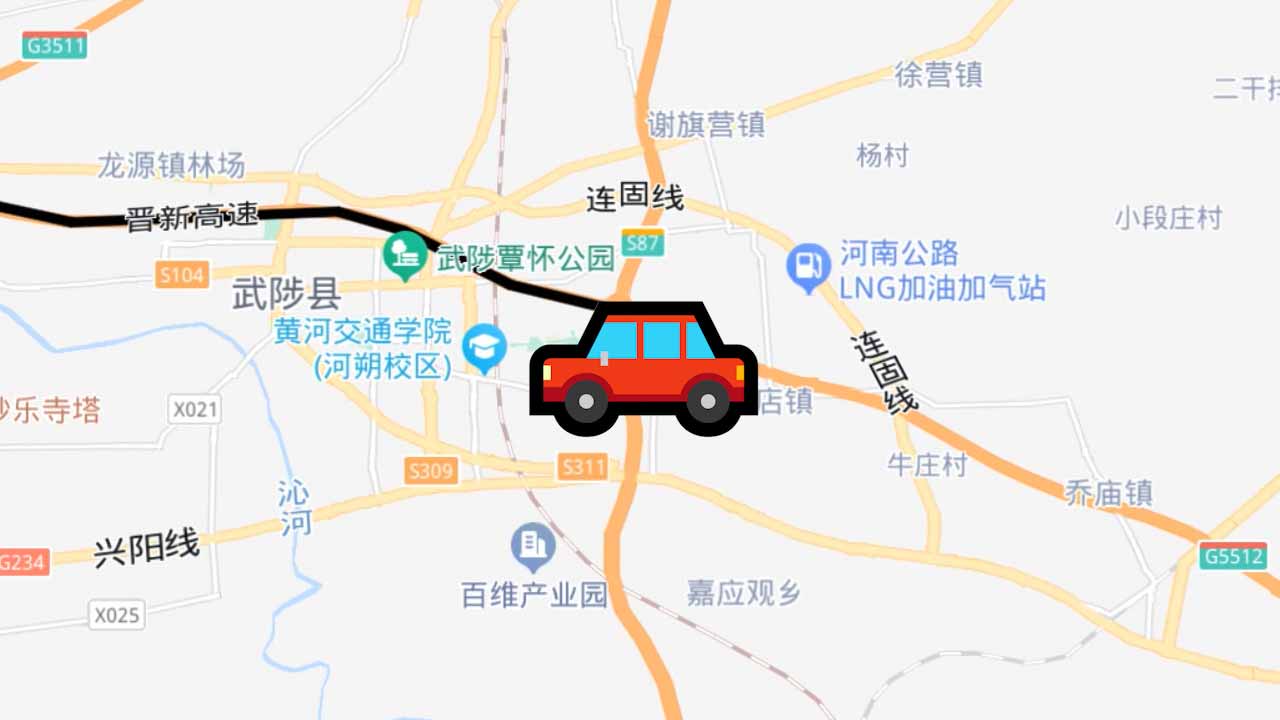 G3511
徐营镇
谢旗营镇
杨村
龙源镇林场
连固线
晋新高速
小段庄村
S87
武陟覃怀公园
河南公路
LNG加油加气站
S104
武陟县
黄河交通学院
(河朔校区)
连固线
店镇
乐寺塔
X021
牛庄村
S309
S311
沁河
乔庙镇
兴阳线
G234
G5512
百维产业园
嘉应观乡
X025